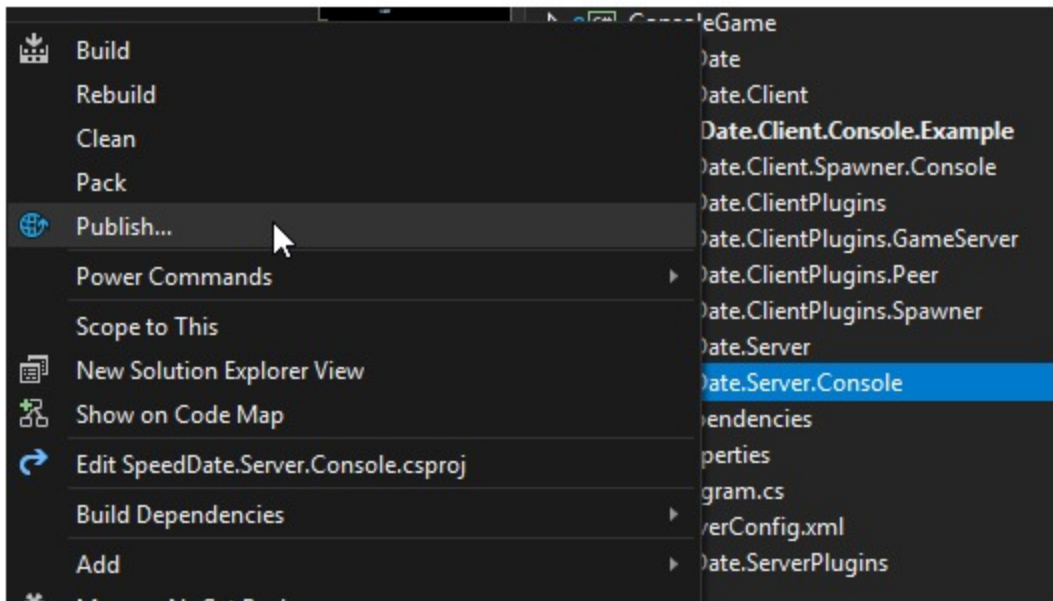 Build
Rebuild
Clean
Pack
Publish...
Power Commands
Scope to This
New Solution Explorer View
Show on Code Map
Edit SpeedDate.Server.Console.csproj
Build Dependencies
Add
eGame
Date
Date.Client
Date.Client.Console.Example
Date.Client.Spawner.Console
Date.ClientPlugins
Date.ClientPlugins.GameServer
Date.ClientPlugins.Peer
Date.ClientPlugins.Spawner
Date.Server
Date.Server.Console
endencies
perties
gram.cs
verConfig.xml
Date.ServerPlugins